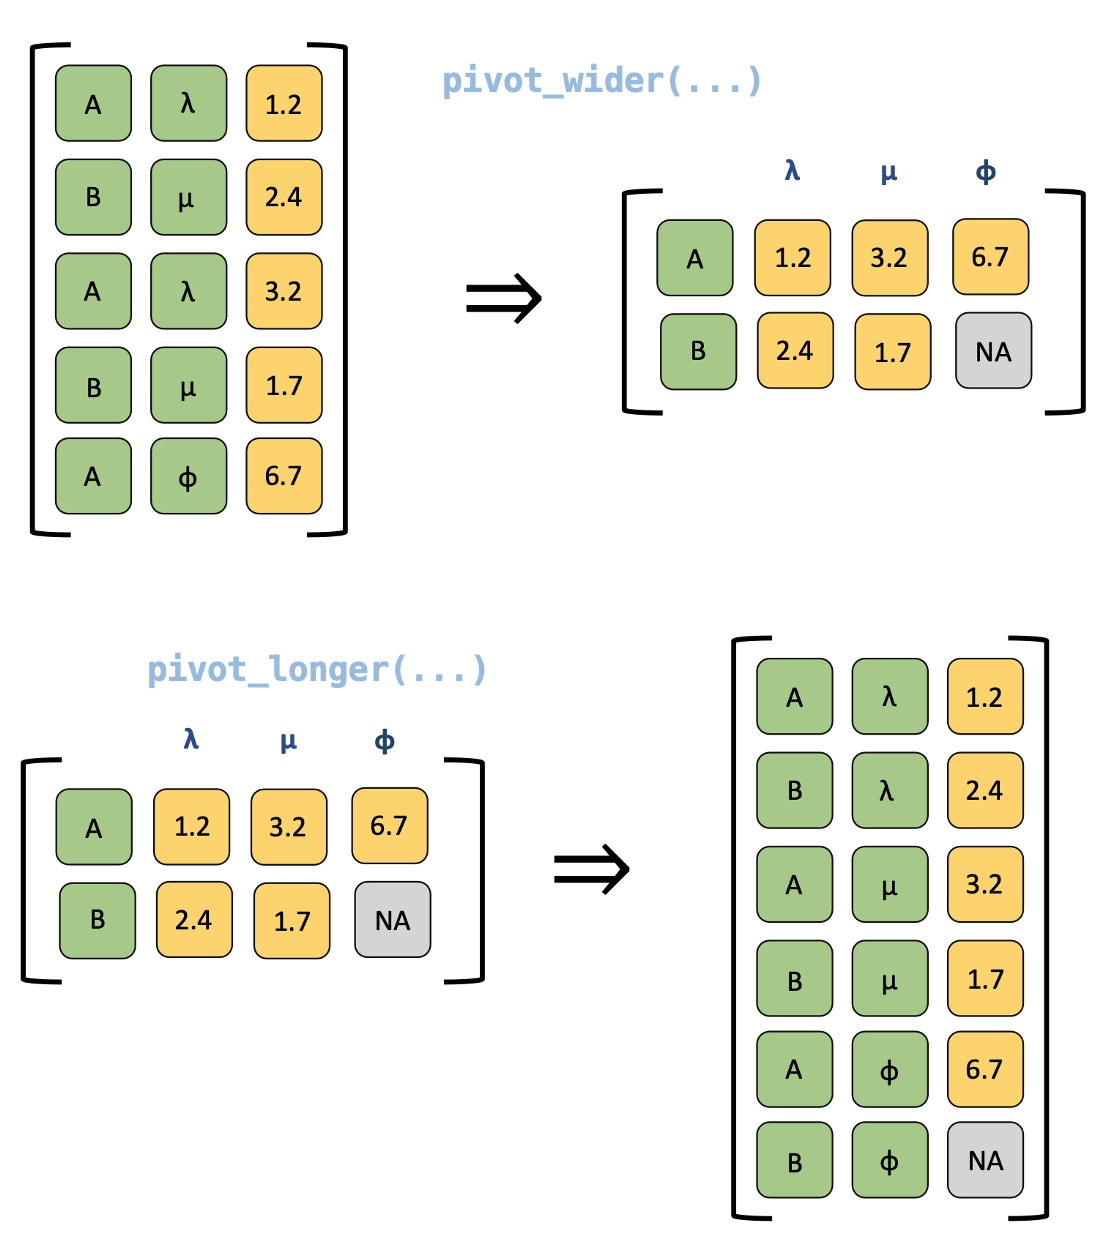 pivot_wider(...)
A λ 1.2
B μ 2.4
A λ 3.2
B μ 1.7
A ϕ 6.7
λ μ ϕ
A 1.2 3.2 6.7
B 2.4 1.7 NA
pivot_longer(...)
λ μ ϕ
A 1.2 3.2 6.7
B 2.4 1.7 NA
A λ 1.2
B λ 2.4
A μ 3.2
B μ 1.7
A ϕ 6.7
B ϕ NA